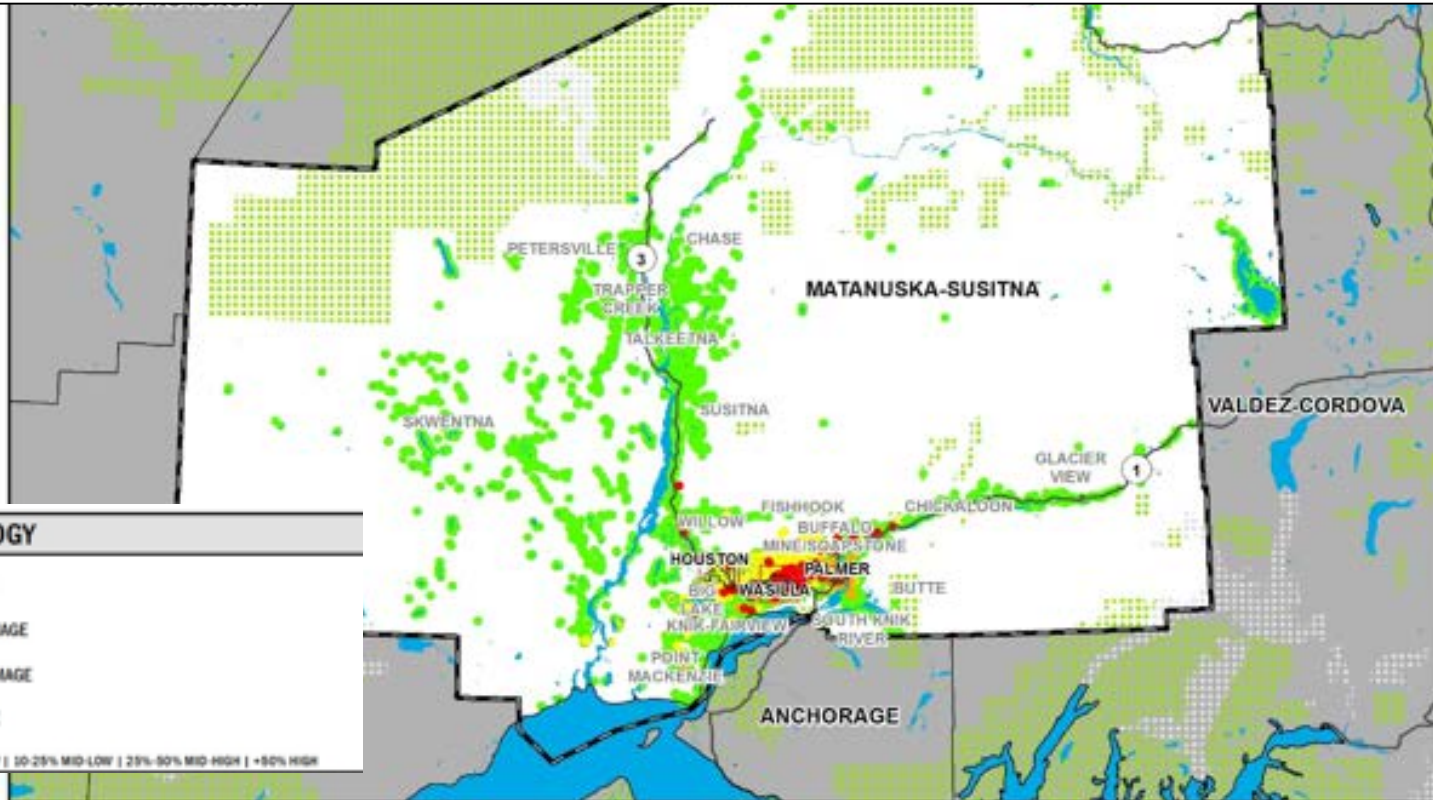 PETERSVILLE
3
CHASE
TRAPPER
CREEK
TALKEETNA
MATANUSKA-SUSITNA
SKWENTNA
SUSITNA
VALDEZ-CORDOVA
GLACIER
VIEW
1
CHICKALOON
WILLOW
FISHHOOK
BUFFALO
MINE/SOAPSTONE
HOUSTON
PALMER
BIG
LAKE
WASILLA
BUTTE
KNIK-FAIRVIEW
SOUTH KNIK
RIVER
POINT
MACKENZIE
ANCHORAGE
OGY
| 10-25% MID-LOW | 25%-50% MID-HIGH | +50% HIGH